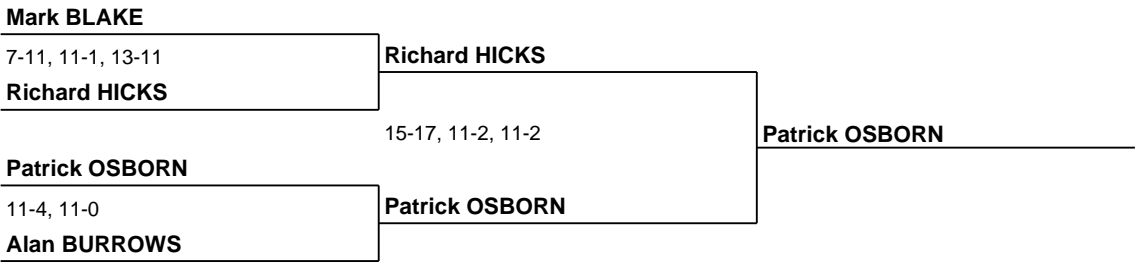 Mark BLAKE
7-11, 11-1, 13-11
Richard HICKS
Richard HICKS
15-17, 11-2, 11-2
Patrick OSBORN
Patrick OSBORN
11-4, 11-0
Patrick OSBORN
Alan BURROWS